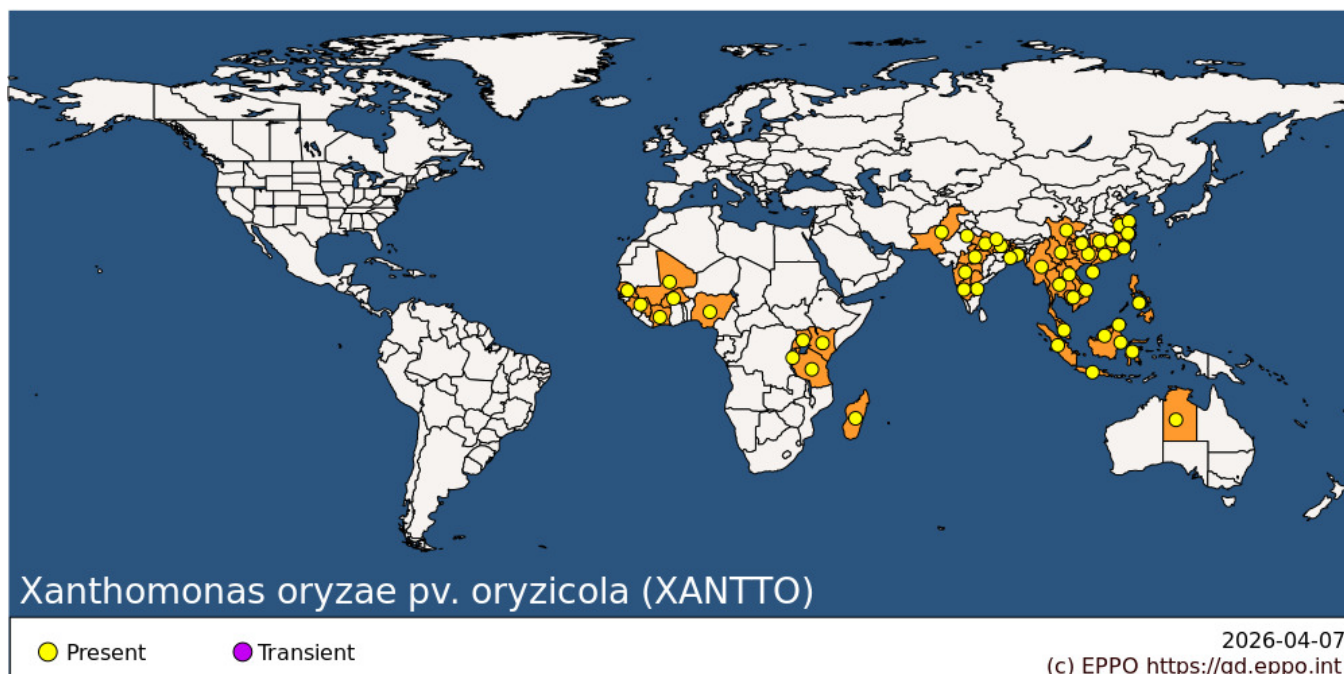 Xanthomonas oryzae pv. oryzicola (XANTTO)
Present
Transient
2026-04-07
(c) EPPO https://gd.eppo.int